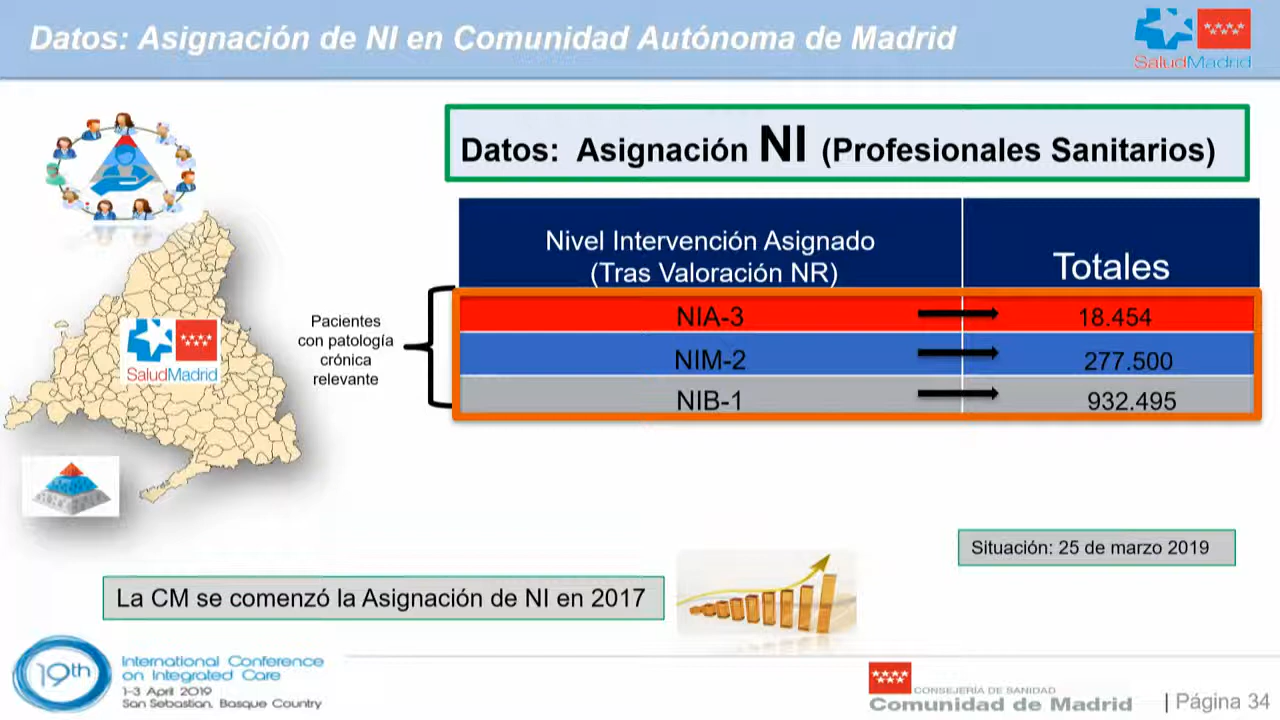 Datos: Asignación de NI en Comunidad Autónoma de Madrid
SaludMadrid
Datos: Asignación NI (Profesionales Sanitarios)
Nivel Intervención Asignado
(Tras Valoración NR)
Totales
Pacientes
con patología
crónica
relevante
NIA-3
18.454
NIM-2
277.500
NIB-1
932.495
SaludMadrid
Situación: 25 de marzo 2019
La CM se comenzó la Asignación de NI en 2017
19th
International Conference
on Integrated Care
1-3 April 2019
San Sebastian, Basque Country
CONSEJERÍA DE SANIDAD
Comunidad de Madrid
| Página 34